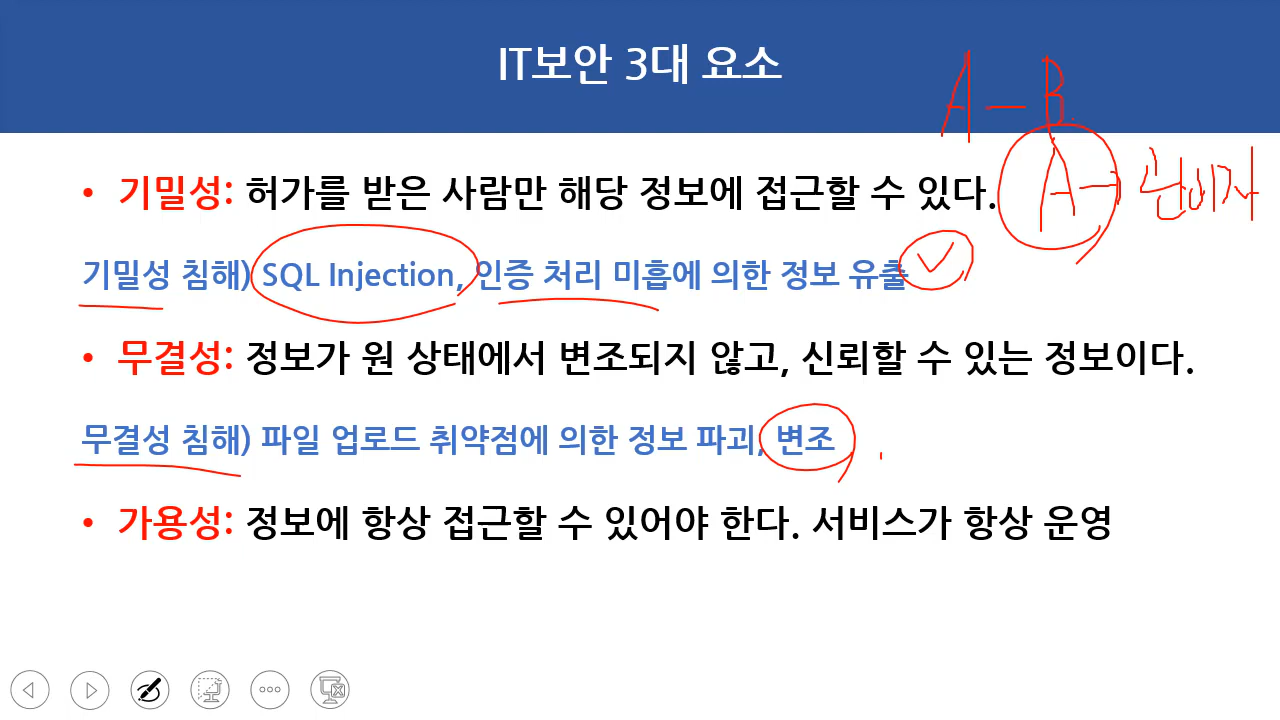 IT보안 3대 요소
A - B
• 기밀성: 허가를 받은 사람만 해당 정보에 접근할 수 있다.
A → 관리자
기밀성 침해) SQL Injection, 인증 처리 미흡에 의한 정보 유출
• 무결성: 정보가 원 상태에서 변조되지 않고, 신뢰할 수 있는 정보이다.
무결성 침해) 파일 업로드 취약점에 의한 정보 파괴, 변조
• 가용성: 정보에 항상 접근할 수 있어야 한다. 서비스가 항상 운영